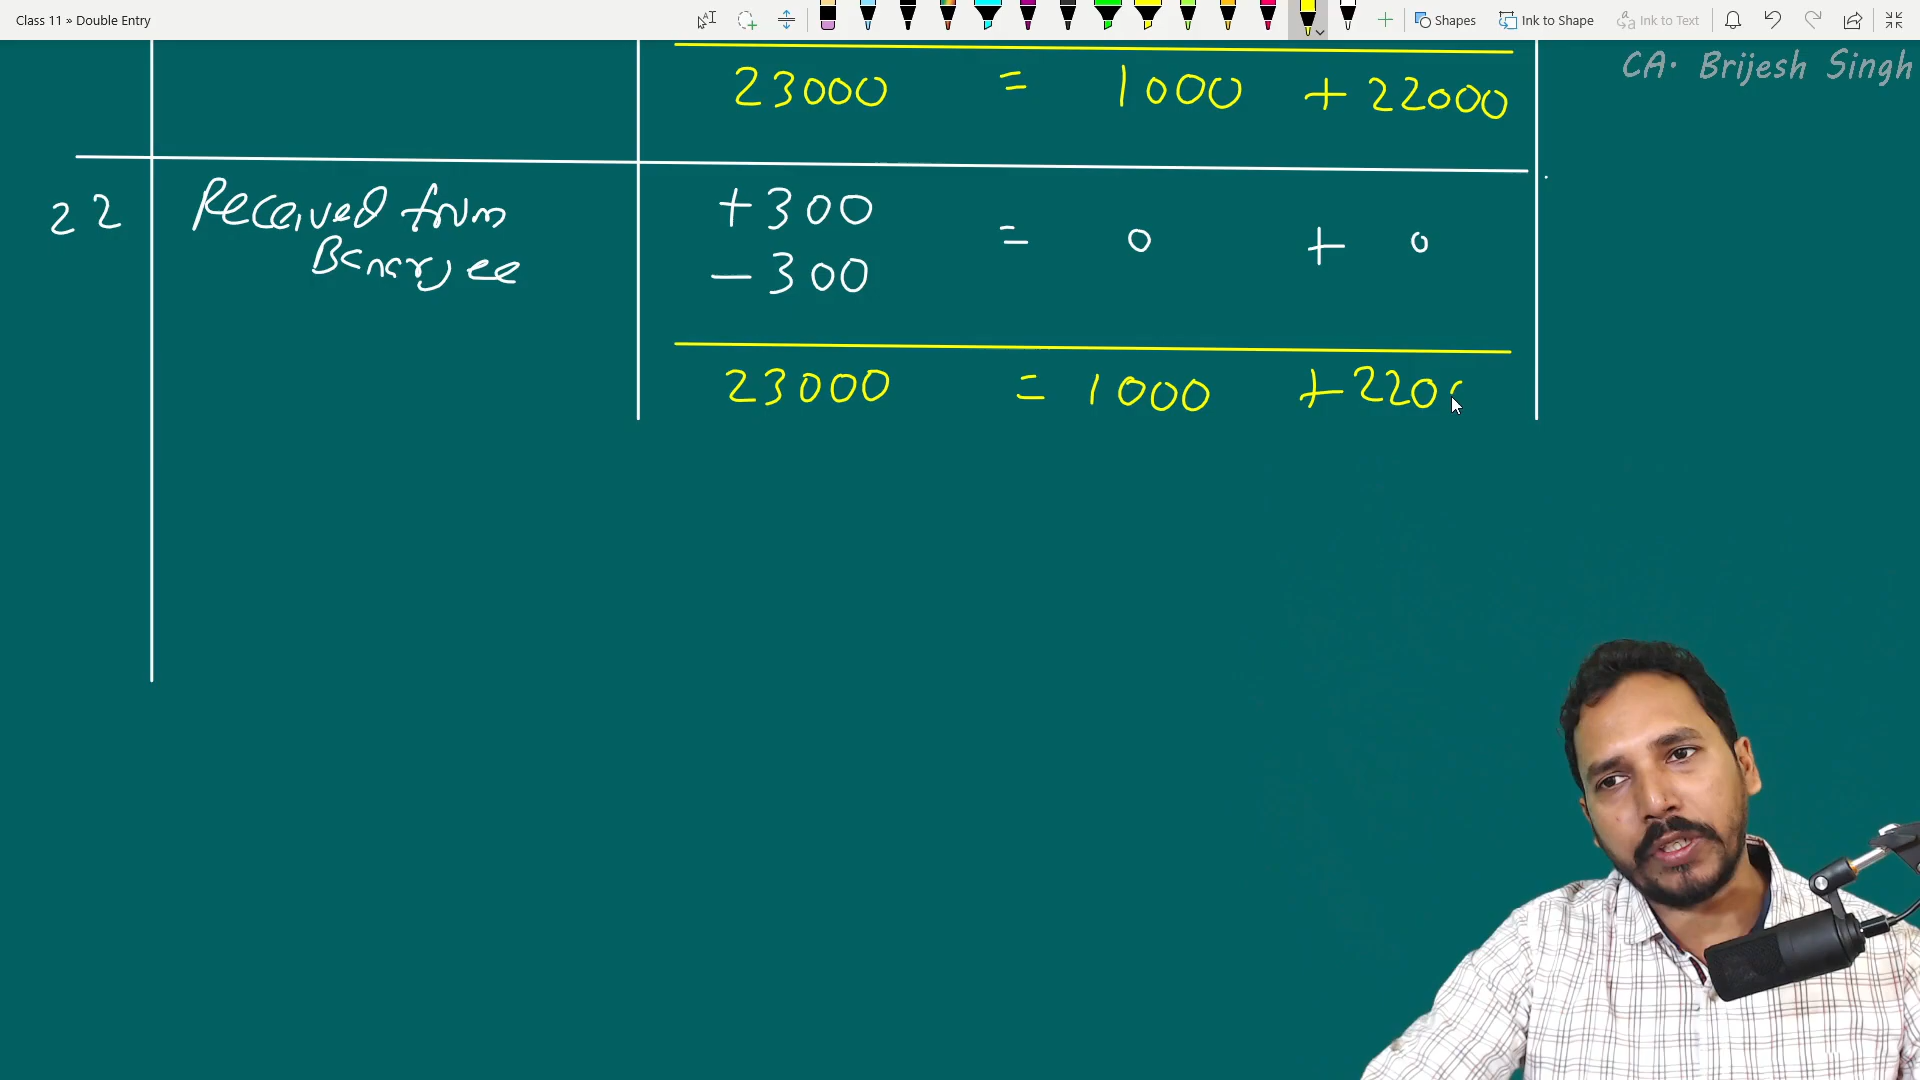 Class 11 » Double Entry
Shapes
Ink to Shape
Ink to Text
CA. Brijesh Singh
23000 = 1000 + 22000
22 Received from +300 = 0 + 0
Banarjee -300
23000 = 1000 + 220